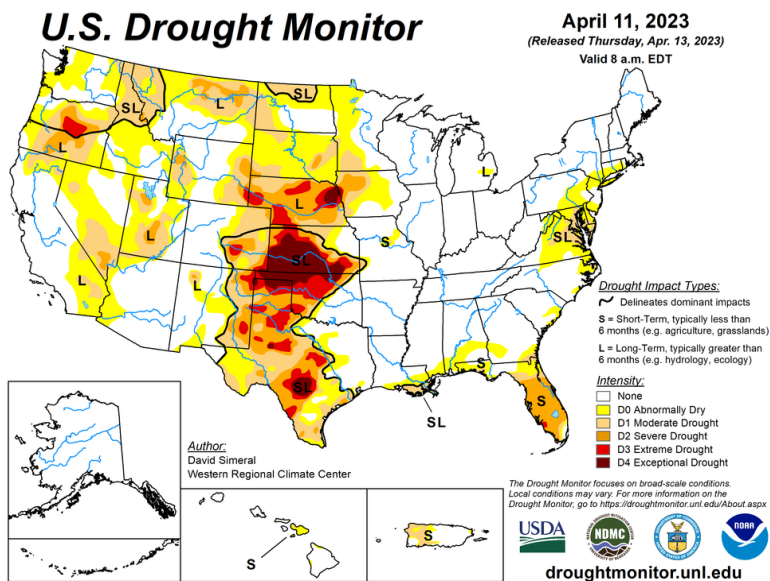 U.S. Drought Monitor
April 11, 2023
(Released Thursday, Apr. 13, 2023)
Valid 8 a.m. EDT
SL
L
SL
L
L
L
SL
S
L
L
L
SL
SL
S
S
SL
Drought Impact Types:
Delineates dominant impacts
S = Short-Term, typically less than
6 months (e.g. agriculture, grasslands)
L = Long-Term, typically greater than
6 months (e.g. hydrology, ecology)
Intensity:
None
D0 Abnormally Dry
D1 Moderate Drought
D2 Severe Drought
D3 Extreme Drought
D4 Exceptional Drought
Author:
David Simeral
Western Regional Climate Center
S
S
The Drought Monitor focuses on broad-scale conditions.
Local conditions may vary. For more information on the
Drought Monitor, go to https://droughtmonitor.unl.edu/About.aspx
USDA
NDMC
NOAA
droughtmonitor.unl.edu